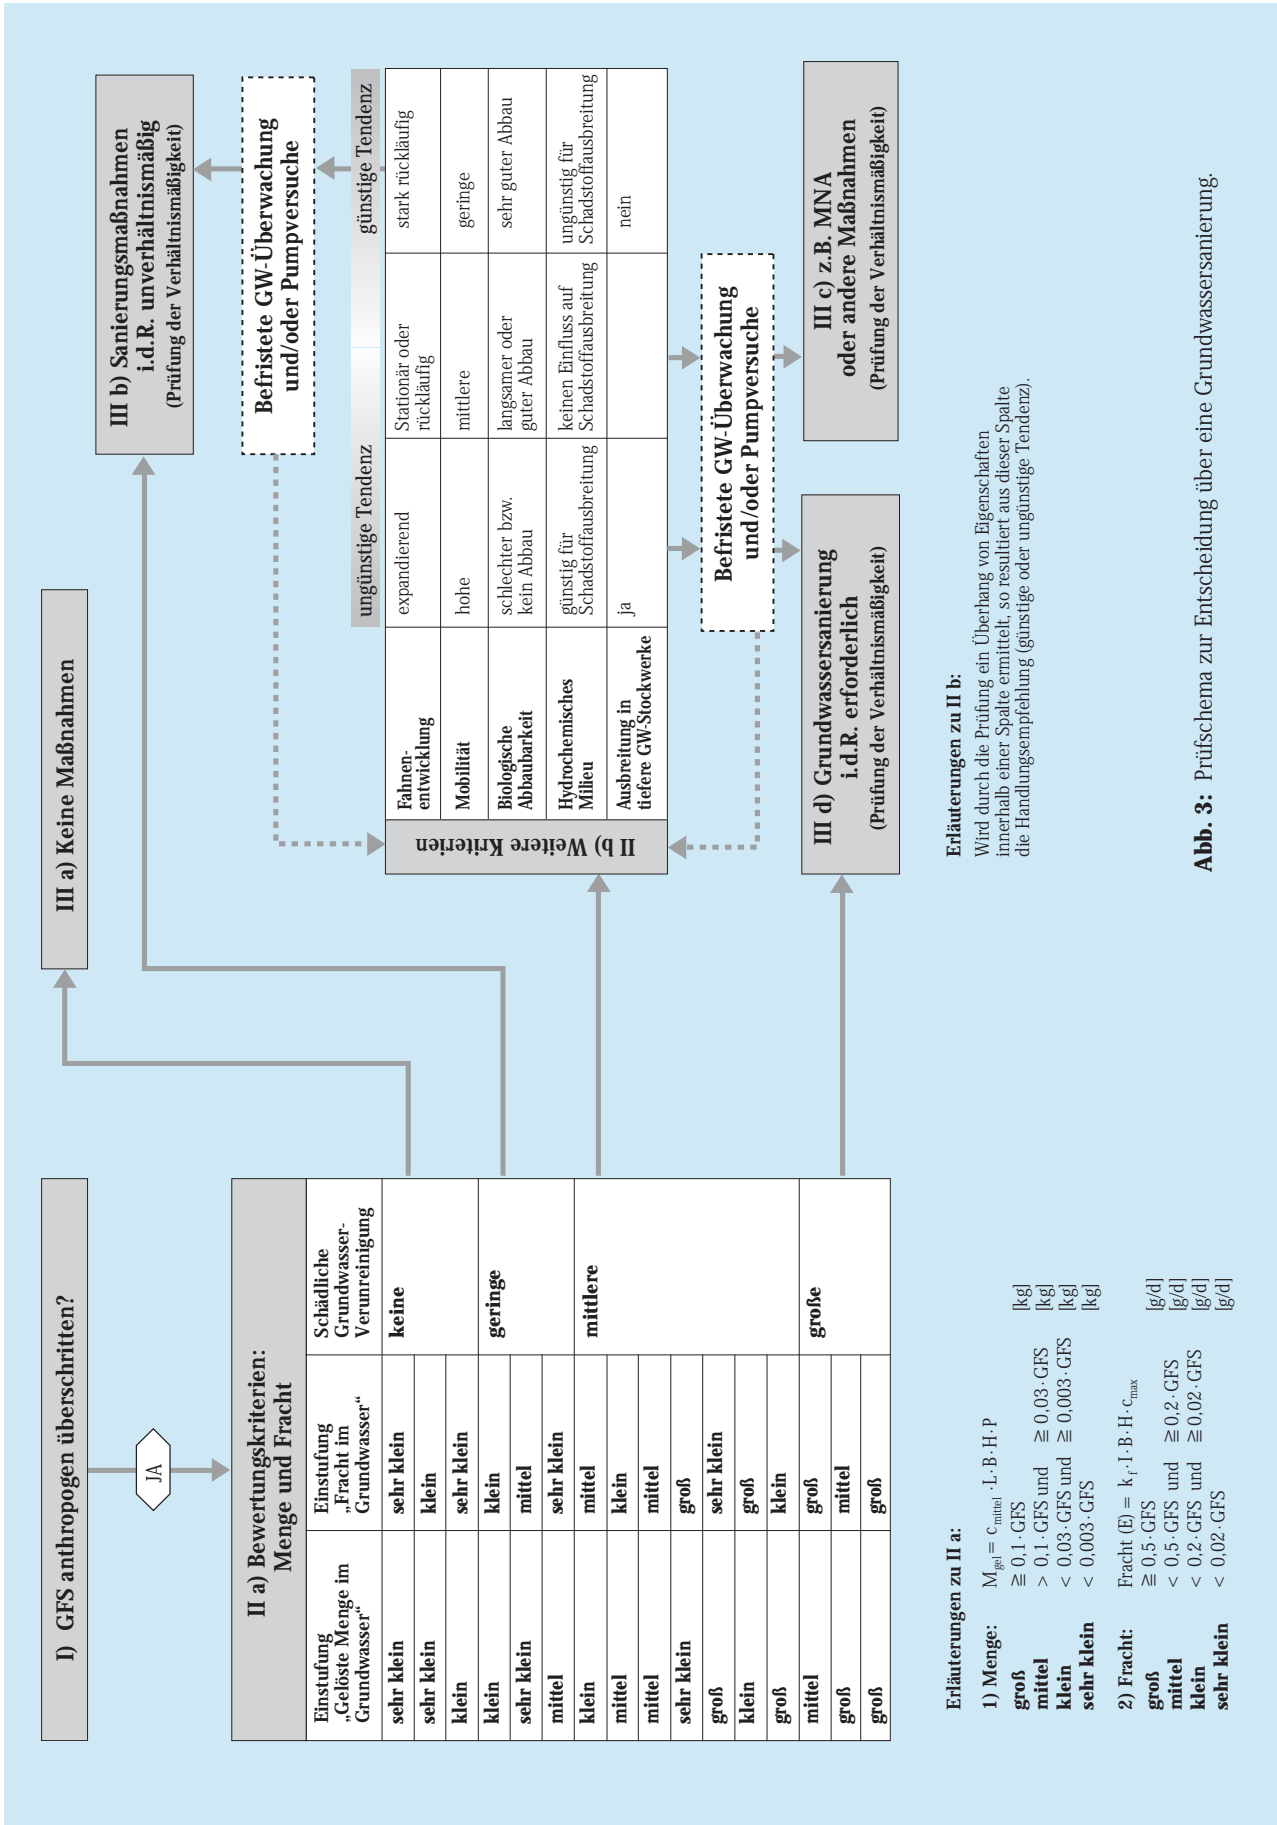 I) GFS anthropogen überschritten?
JA
II a) Bewertungskriterien:
Menge und Fracht
Einstufung
„Gelöste Menge im
Grundwasser“
Einstufung
„Fracht im
Grundwasser“
Schädliche
Grundwasser-
Verunreinigung
sehr klein sehr klein keine
sehr klein klein
klein sehr klein
klein klein geringe
sehr klein mittel
mittel sehr klein
klein mittel mittlere
mittel klein
mittel mittel
sehr klein groß
groß sehr klein
klein groß
groß klein
mittel groß große
groß mittel
groß groß
III a) Keine Maßnahmen
III b) Sanierungsmaßnahmen
i.d.R. unverhältnismäßig
(Prüfung der Verhältnismäßigkeit)
Befristete GW-Überwachung
und/oder Pumpversuche
ungünstige Tendenz günstige Tendenz
II b) Weitere Kriterien
Fahnen-
entwicklung
expandierend
Stationär oder
rückläufig
stark rückläufig
Mobilität hohe mittlere geringe
Biologische
Abbaubarkeit
schlechter bzw.
kein Abbau
langsamer oder
guter Abbau
sehr guter Abbau
Hydrochemisches
Milieu
günstig für
Schadstoffausbreitung
keinen Einfluss auf
Schadstoffausbreitung
ungünstig für
Schadstoffausbreitung
Ausbreitung in
tiefere GW-Stockwerke
ja
nein
Befristete GW-Überwachung
und/oder Pumpversuche
III d) Grundwassersanierung
i.d.R. erforderlich
(Prüfung der Verhältnismäßigkeit)
III c) z.B. MNA
oder andere Maßnahmen
(Prüfung der Verhältnismäßigkeit)
Erläuterungen zu II a:
1) Menge: M_gel = c_mittel · L · B · H · P
groß ≧ 0,1 · GFS [kg]
mittel > 0,1 · GFS und ≧ 0,03 · GFS [kg]
klein < 0,03 · GFS und ≧ 0,003 · GFS [kg]
sehr klein < 0,003 · GFS [kg]
2) Fracht: Fracht (E) = k_f · I · B · H · c_max
groß ≧ 0,5 · GFS [g/d]
mittel < 0,5 · GFS und ≧ 0,2 · GFS [g/d]
klein < 0,2 · GFS und ≧ 0,02 · GFS [g/d]
sehr klein < 0,02 · GFS [g/d]
Erläuterungen zu II b:
Wird durch die Prüfung ein Überhang von Eigenschaften
innerhalb einer Spalte ermittelt, so resultiert aus dieser Spalte
die Handlungsempfehlung (günstige oder ungünstige Tendenz).
Abb. 3: Prüfschema zur Entscheidung über eine Grundwassersanierung.